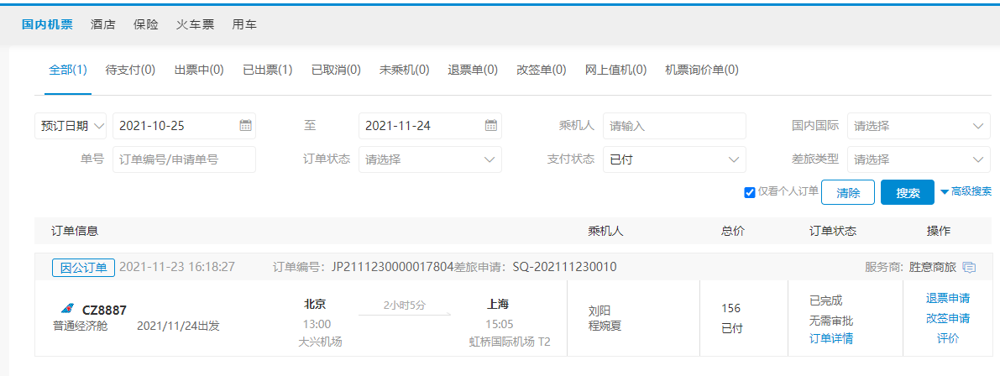 国内机票 酒店 保险 火车票 用车
全部(1) 待支付(0) 出票中(0) 已出票(1) 已取消(0) 未乘机(0) 退票单(0) 改签单(0) 网上值机(0) 机票询价单(0)
预订日期 2021-10-25 至 2021-11-24 乘机人 请输入 国内国际 请选择
单号 订单编号/申请单号 订单状态 请选择 支付状态 已付 差旅类型 请选择
仅看个人订单 清除 搜索 高级搜索
订单信息 乘机人 总价 订单状态 操作
因公订单 2021-11-23 16:18:27 订单编号：JP2111230000017804差旅申请：SQ-202111230010 服务商: 胜意商旅
CZ8887 北京 2小时5分 上海 刘阳 156 已完成 退票申请
普通经济舱 2021/11/24出发 13:00 15:05 程婉夏 已付 无需审批 改签申请
大兴机场 虹桥国际机场 T2 订单详情 评价